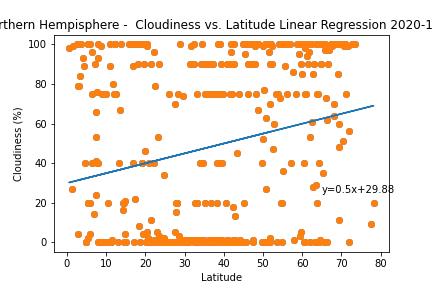 rthern Hempisphere -  Cloudiness vs. Latitude Linear Regression 2020-1
100
80
60
40
20
0
Cloudiness (%)
y=0.5x+29.88
0 10 20 30 40 50 60 70 80
Latitude